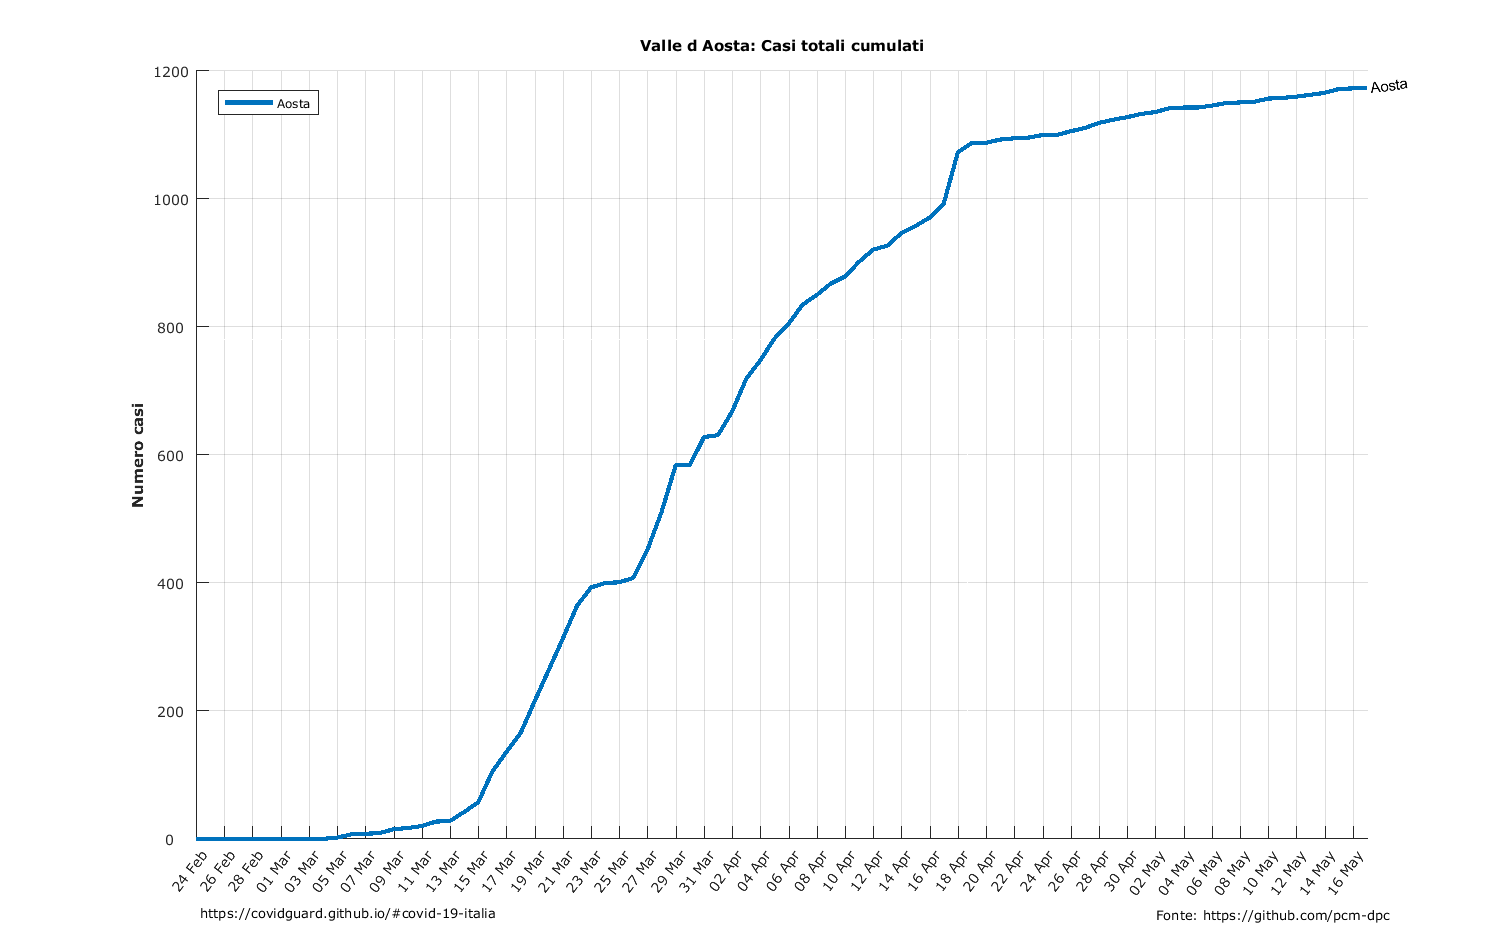 Valle d Aosta: Casi totali cumulati
1200
1000
800
600
400
200
0
Numero casi
Aosta
Aosta
24 Feb
26 Feb
28 Feb
01 Mar
03 Mar
05 Mar
07 Mar
09 Mar
11 Mar
13 Mar
15 Mar
17 Mar
19 Mar
21 Mar
23 Mar
25 Mar
27 Mar
29 Mar
31 Mar
02 Apr
04 Apr
06 Apr
08 Apr
10 Apr
12 Apr
14 Apr
16 Apr
18 Apr
20 Apr
22 Apr
24 Apr
26 Apr
28 Apr
30 Apr
02 May
04 May
06 May
08 May
10 May
12 May
14 May
16 May
https://covidguard.github.io/#covid-19-italia
Fonte: https://github.com/pcm-dpc